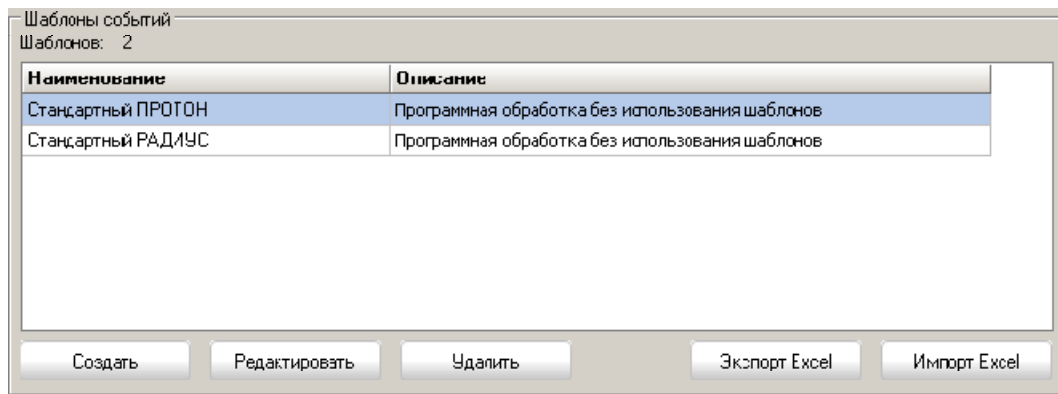 Шаблоны событий
Шаблонов: 2
Наименование Описание
Стандартный ПРОТОН Программная обработка без использования шаблонов
Стандартный РАДИУС Программная обработка без использования шаблонов
Создать Редактировать Удалить Экспорт Excel Импорт Excel